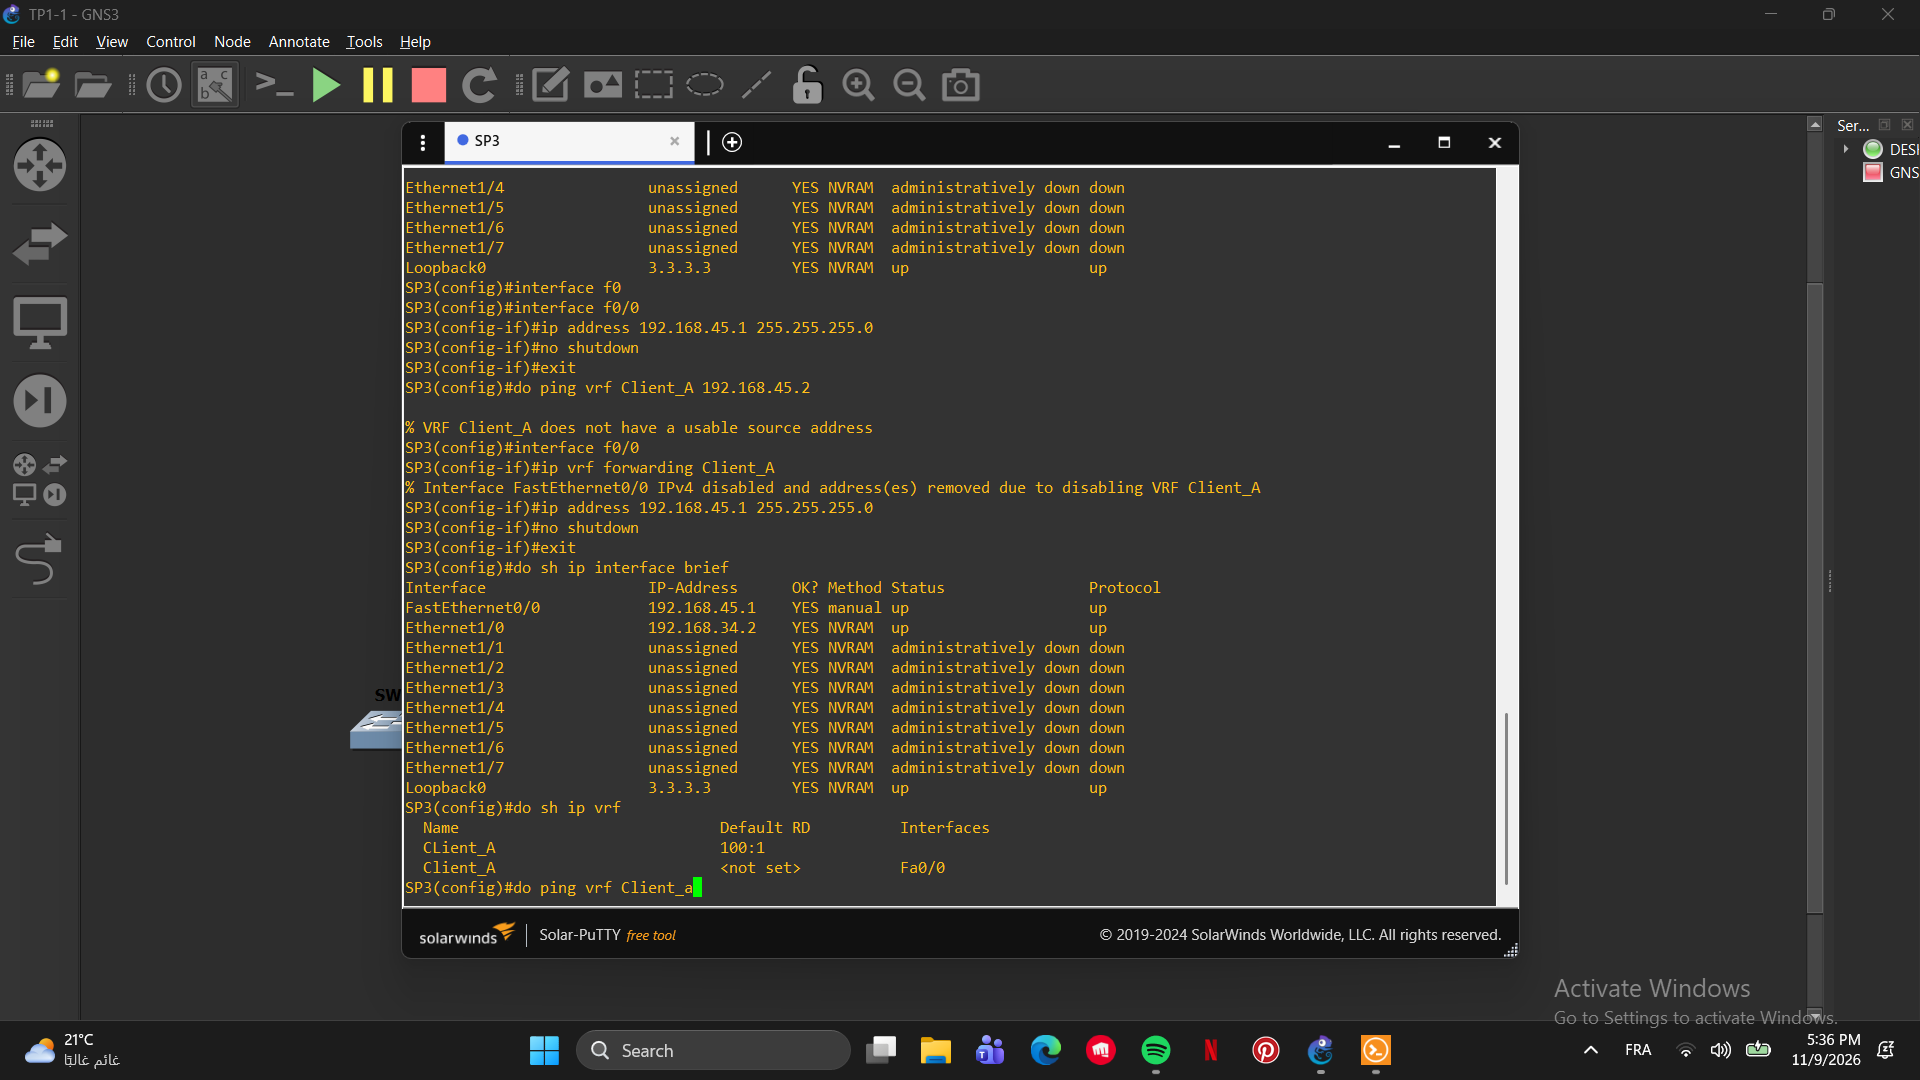 TP1-1 - GNS3
File Edit View Control Node Annotate Tools Help
SP3
Ser...
DESH
GNS
Ethernet1/4 unassigned YES NVRAM administratively down down
Ethernet1/5 unassigned YES NVRAM administratively down down
Ethernet1/6 unassigned YES NVRAM administratively down down
Ethernet1/7 unassigned YES NVRAM administratively down down
Loopback0 3.3.3.3 YES NVRAM up up
SP3(config)#interface f0
SP3(config)#interface f0/0
SP3(config-if)#ip address 192.168.45.1 255.255.255.0
SP3(config-if)#no shutdown
SP3(config-if)#exit
SP3(config)#do ping vrf Client_A 192.168.45.2
% VRF Client_A does not have a usable source address
SP3(config)#interface f0/0
SP3(config-if)#ip vrf forwarding Client_A
% Interface FastEthernet0/0 IPv4 disabled and address(es) removed due to disabling VRF Client_A
SP3(config-if)#ip address 192.168.45.1 255.255.255.0
SP3(config-if)#no shutdown
SP3(config-if)#exit
SP3(config)#do sh ip interface brief
Interface IP-Address OK? Method Status Protocol
FastEthernet0/0 192.168.45.1 YES manual up up
Ethernet1/0 192.168.34.2 YES NVRAM up up
Ethernet1/1 unassigned YES NVRAM administratively down down
Ethernet1/2 unassigned YES NVRAM administratively down down
Ethernet1/3 unassigned YES NVRAM administratively down down
Ethernet1/4 unassigned YES NVRAM administratively down down
Ethernet1/5 unassigned YES NVRAM administratively down down
Ethernet1/6 unassigned YES NVRAM administratively down down
Ethernet1/7 unassigned YES NVRAM administratively down down
Loopback0 3.3.3.3 YES NVRAM up up
SP3(config)#do sh ip vrf
Name Default RD Interfaces
CLient_A 100:1
Client_A <not set> Fa0/0
SP3(config)#do ping vrf Client_a
SW
solarwinds Solar-PuTTY free tool © 2019-2024 SolarWinds Worldwide, LLC. All rights reserved.
Activate Windows
Go to Settings to activate Windows.
21°C
غائم غالبًا
Search
FRA
5:36 PM
11/9/2026